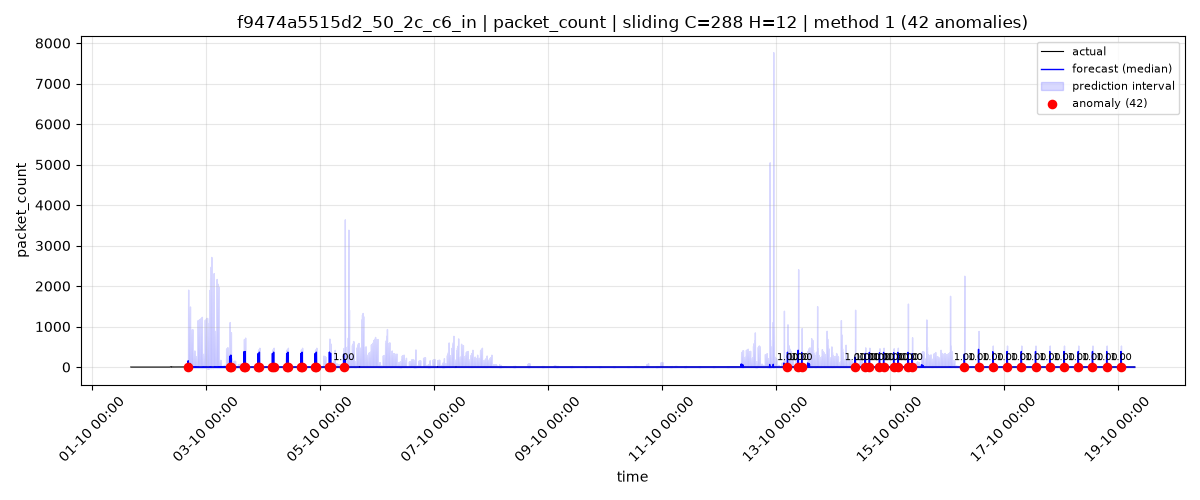 f9474a5515d2_50_2c_c6_in | packet_count | sliding C=288 H=12 | method 1 (42 anomalies)
actual
forecast (median)
prediction interval
anomaly (42)
packet_count
8000
7000
6000
5000
4000
3000
2000
1000
0
1.00
01-10 00:00
03-10 00:00
05-10 00:00
07-10 00:00
09-10 00:00
11-10 00:00
13-10 00:00
15-10 00:00
17-10 00:00
19-10 00:00
time